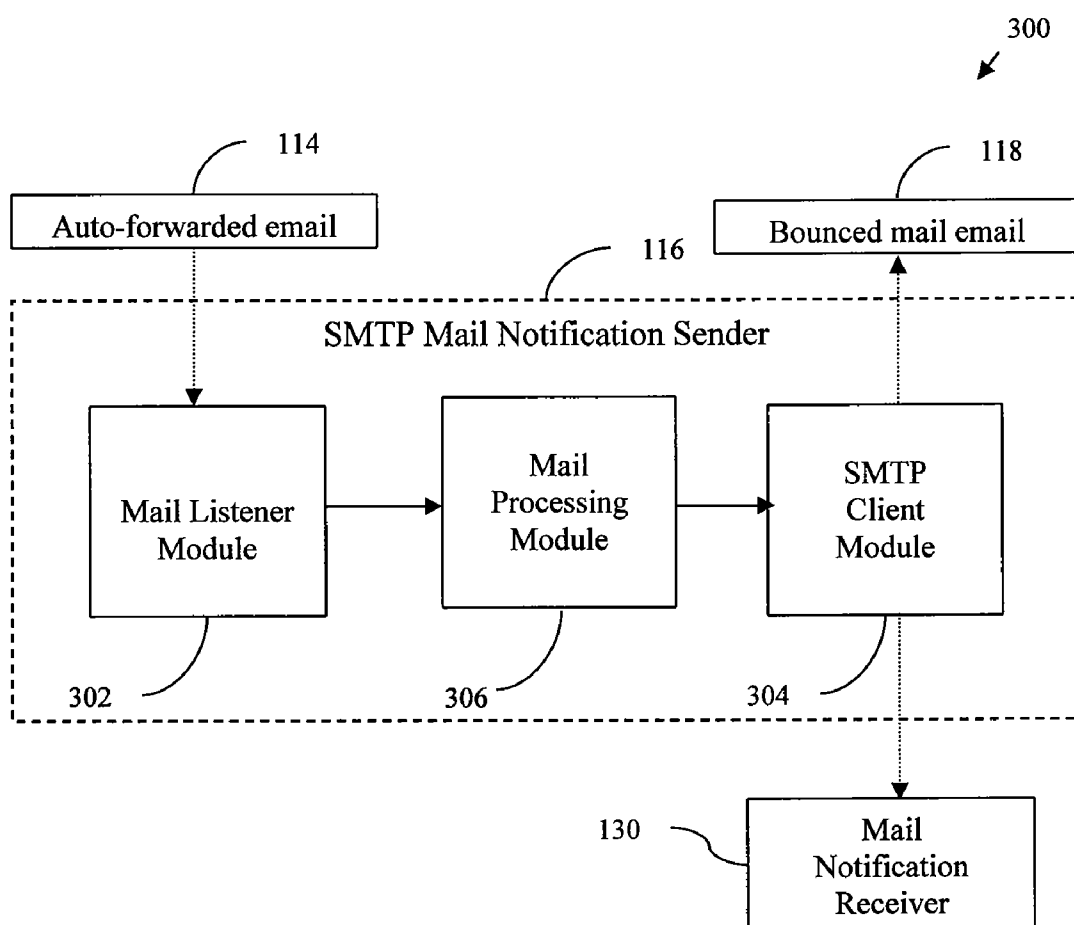 300
114
118
Auto-forwarded email
Bounced mail email
116
SMTP Mail Notification Sender
Mail Listener
Module
Mail
Processing
Module
SMTP
Client
Module
302
306
304
130
Mail
Notification
Receiver